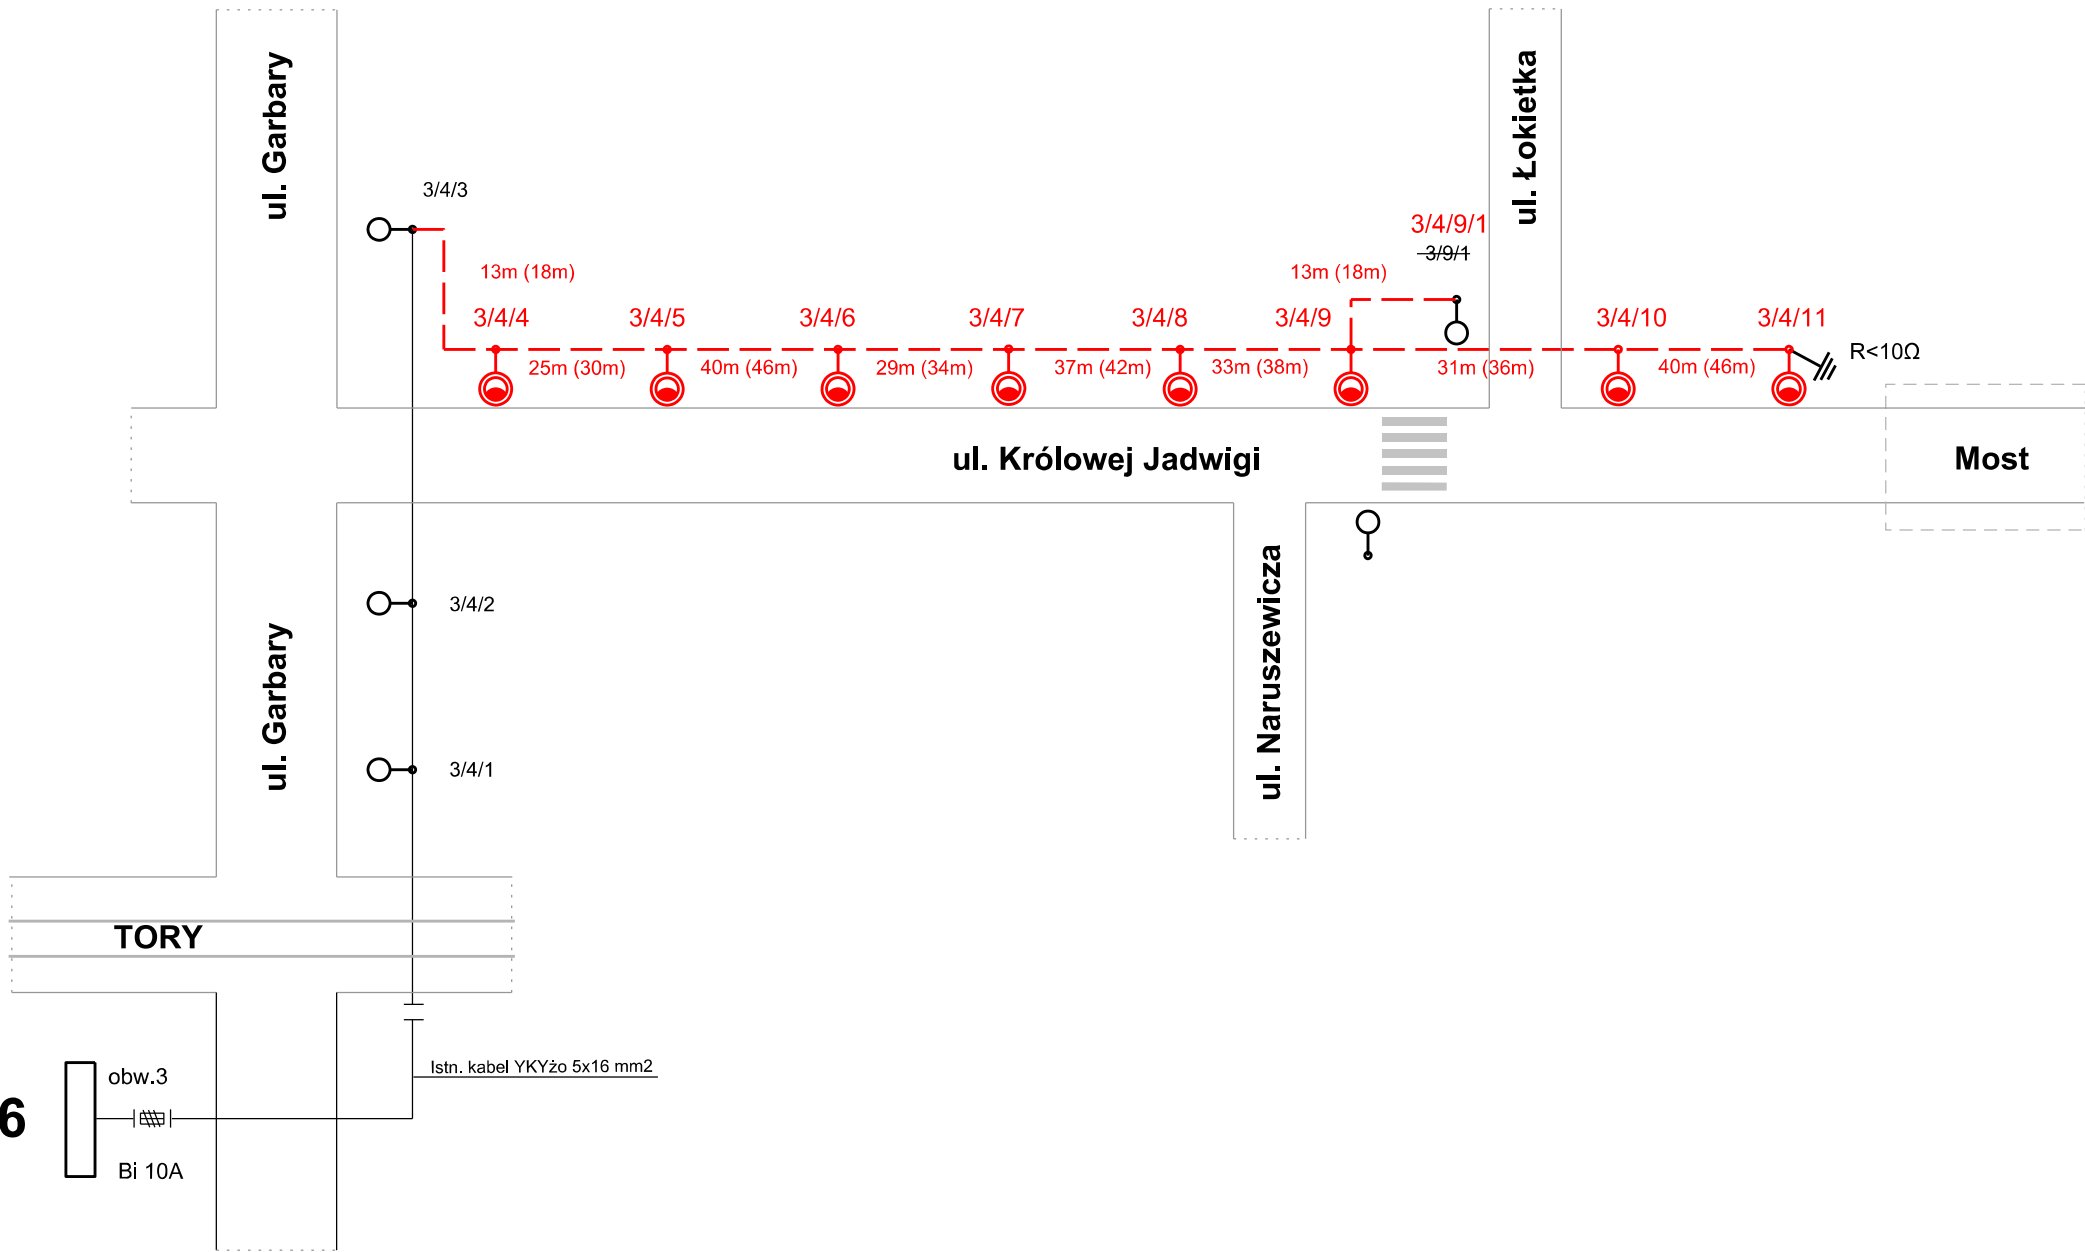 ul. Garbary
ul. Łokietka
3/4/3
3/4/9/1
3/9/1
13m (18m)
13m (18m)
3/4/4
3/4/5
3/4/6
3/4/7
3/4/8
3/4/9
3/4/10
3/4/11
25m (30m)
40m (46m)
29m (34m)
37m (42m)
33m (38m)
31m (36m)
40m (46m)
R<10Ω
ul. Królowej Jadwigi
Most
3/4/2
ul. Garbary
ul. Naruszewicza
3/4/1
TORY
Istn. kabel YKYżo 5x16 mm2
obw.3
6
Bi 10A